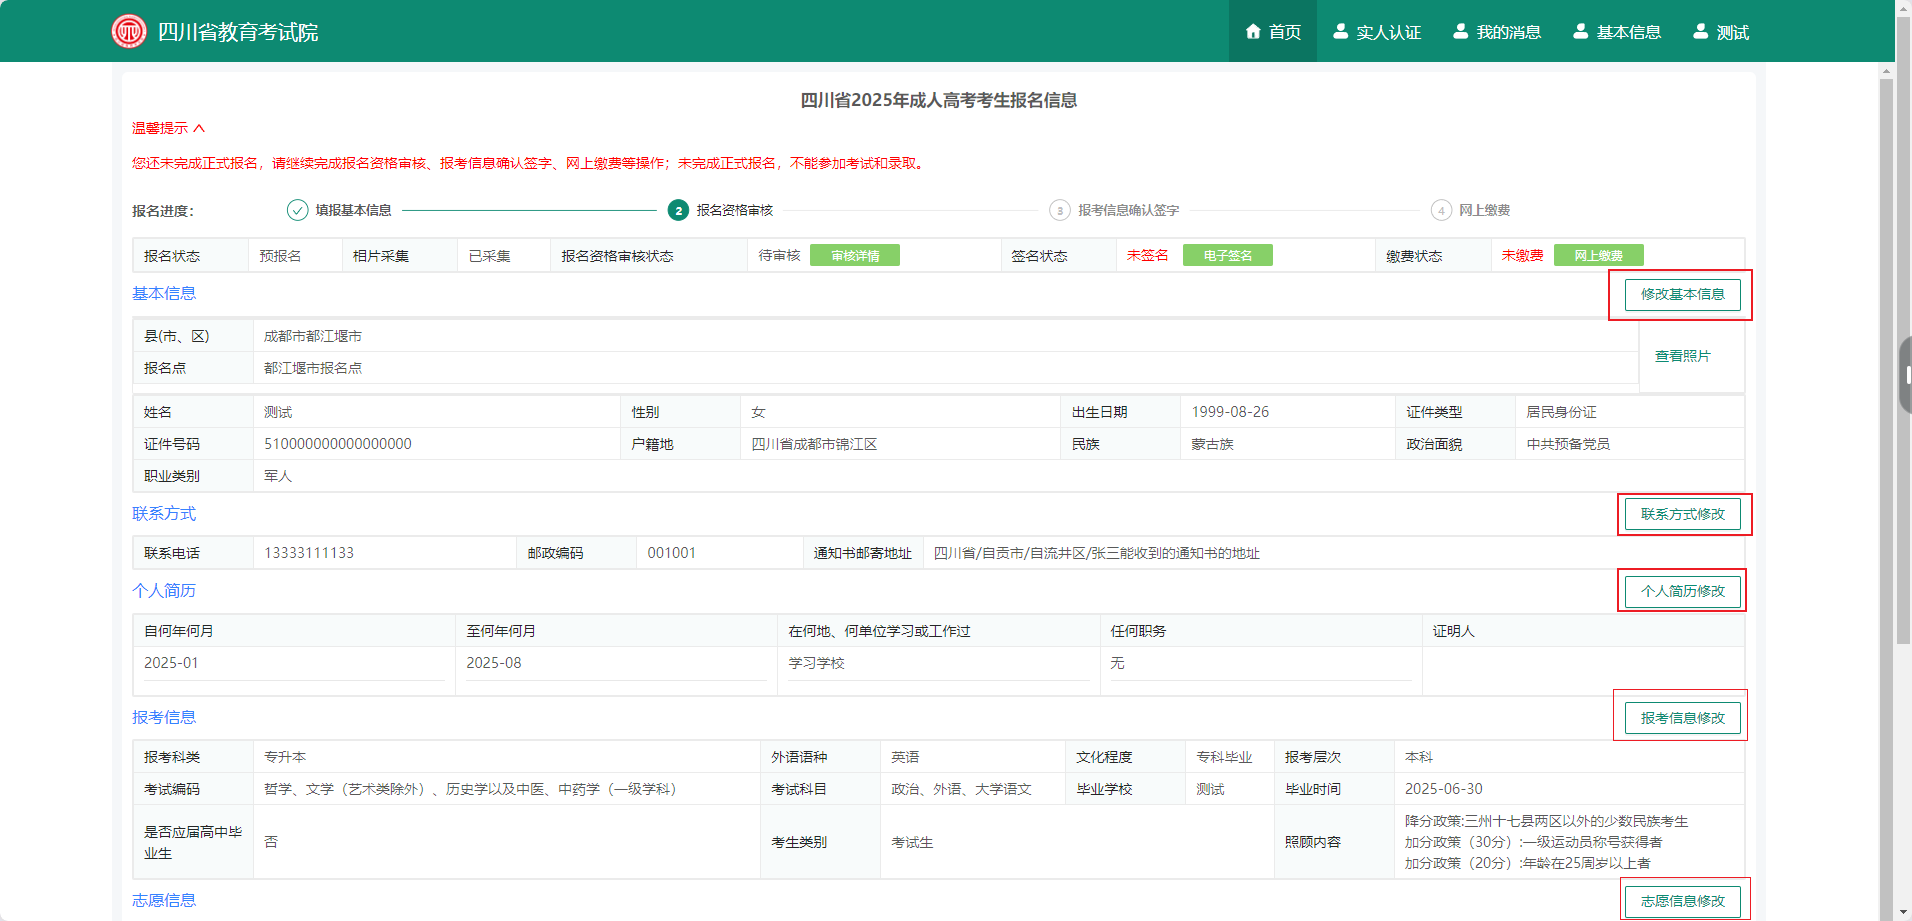 四川省教育考试院
首页 实人认证 我的消息 基本信息 测试
四川省2025年成人高考考生报名信息
温馨提示
您还未完成正式报名，请继续完成报名资格审核、报考信息确认签字、网上缴费等操作；未完成正式报名，不能参加考试和录取。
报名进度： 填报基本信息 2 报名资格审核 3 报考信息确认签字 4 网上缴费
报名状态 预报名 相片采集 已采集 报名资格审核状态 待审核 审核详情 签名状态 未签名 电子签名 缴费状态 未缴费 网上缴费
基本信息 修改基本信息
县(市、区) 成都市都江堰市
查看照片
报名点 都江堰市报名点
姓名 测试 性别 女 出生日期 1999-08-26 证件类型 居民身份证
证件号码 510000000000000000 户籍地 四川省成都市锦江区 民族 蒙古族 政治面貌 中共预备党员
职业类别 军人
联系方式 联系方式修改
联系电话 13333111133 邮政编码 001001 通知书邮寄地址 四川省/自贡市/自流井区/张三能收到的通知书的地址
个人简历 个人简历修改
自何年何月 至何年何月 在何地、何单位学习或工作过 任何职务 证明人
2025-01 2025-08 学习学校 无
报考信息 报考信息修改
报考科类 专升本 外语语种 英语 文化程度 专科毕业 报考层次 本科
考试编码 哲学、文学（艺术类除外）、历史学以及中医、中药学（一级学科） 考试科目 政治、外语、大学语文 毕业学校 测试 毕业时间 2025-06-30
是否应届高中毕业生 否 考生类别 考试生 照顾内容
降分政策:三州十七县两区以外的少数民族考生
加分政策（30分）:一级运动员称号获得者
加分政策（20分）:年龄在25周岁以上者
志愿信息 志愿信息修改